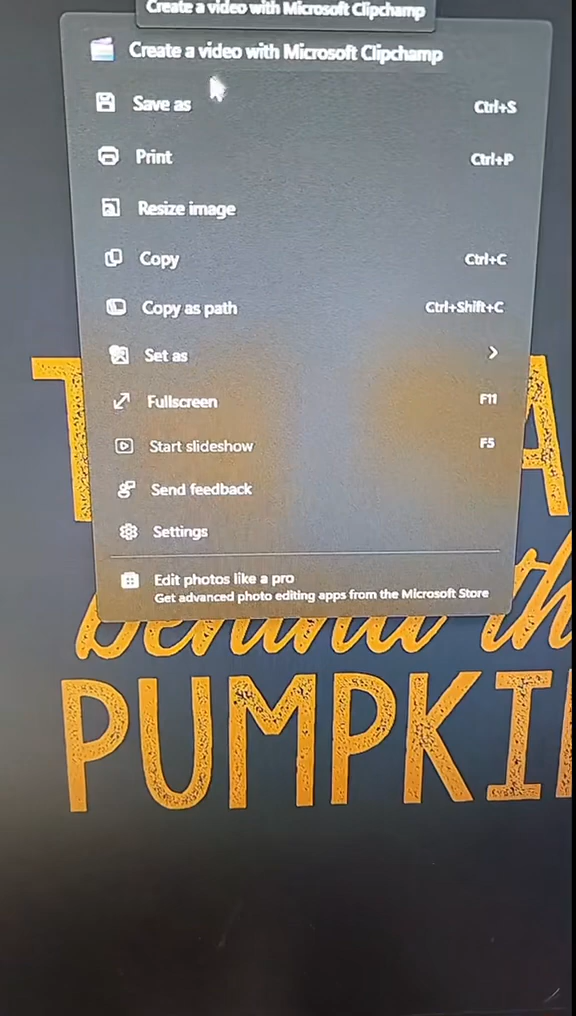 Create a video with Microsoft Clipchamp
Create a video with Microsoft Clipchamp
Save as Ctrl+S
Print Ctrl+P
Resize image
Copy Ctrl+C
Copy as path Ctrl+Shift+C
Set as
Fullscreen F11
Start slideshow F5
Send feedback
Settings
Edit photos like a pro
Get advanced photo editing apps from the Microsoft Store
behind th
PUMPKI